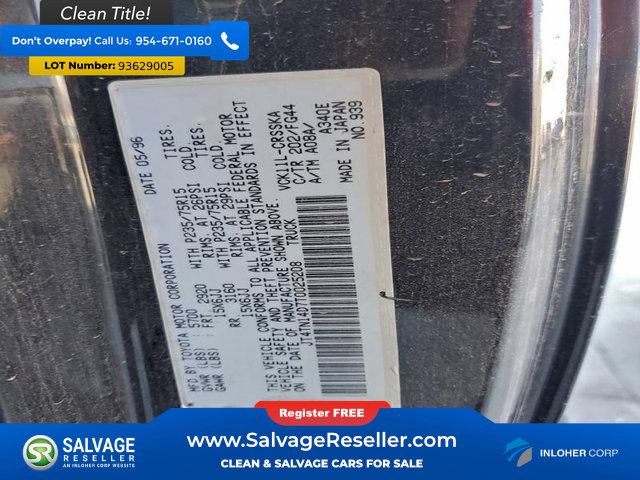 Clean Title!
Don't Overpay! Call Us: 954-671-0160
LOT Number: 93629005
MFD BY TOYOTA MOTOR CORPORATION DATE 05/96
GVWR (LBS) 5700
GAWR (LBS) FRT 2920 WITH P235/75R15 TIRES.
15X6JJ RIMS. AT 26PSI COLD.
RR 3160 WITH P235/75R15 TIRES.
15X6JJ RIMS. AT 29PSI COLD.
THIS VEHICLE CONFORMS TO ALL APPLICABLE FEDERAL MOTOR
VEHICLE SAFETY AND THEFT PREVENTION STANDARDS IN EFFECT
ON THE DATE OF MANUFACTURE SHOWN ABOVE.
JT4TN14D7T0025208 TRUCK
VCK11L-CRSSKA
C/TR 202/FG44
A/TM A08A/
A340E
MADE IN JAPAN
NO.939
Register FREE
SR
SALVAGE
RESELLER
AN INLOHER CORP WEBSITE
www.SalvageReseller.com
CLEAN & SALVAGE CARS FOR SALE
INLOHER CORP